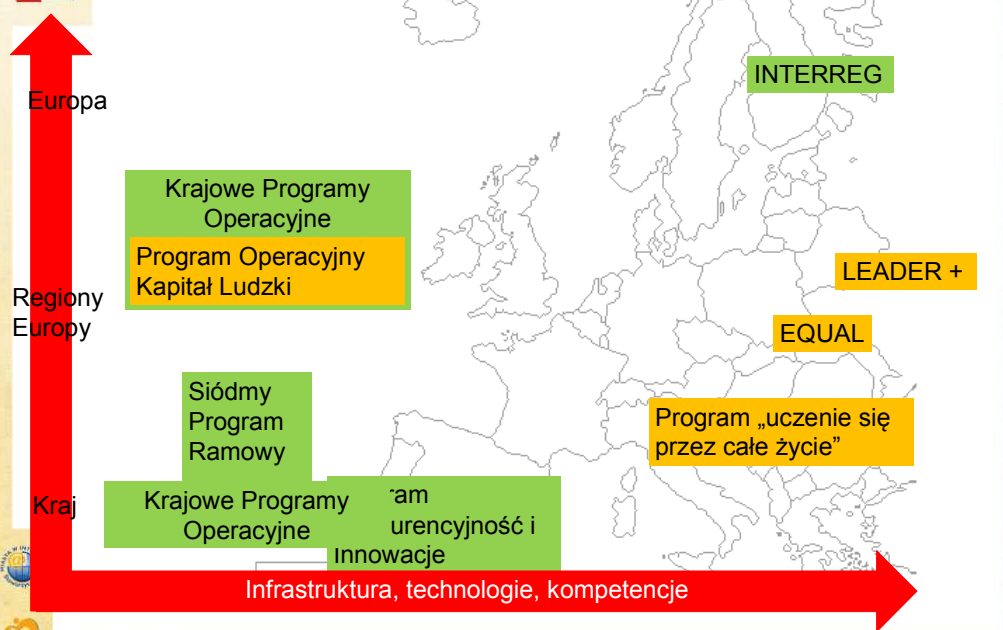 Europa
INTERREG
Krajowe Programy
Operacyjne
Program Operacyjny
Kapitał Ludzki
LEADER +
Regiony
Europy
EQUAL
Siódmy
Program
Ramowy
Program „uczenie się
przez całe życie”
Kraj
Krajowe Programy
Operacyjne
ram
urencyjność i
Innowacje
Infrastruktura, technologie, kompetencje